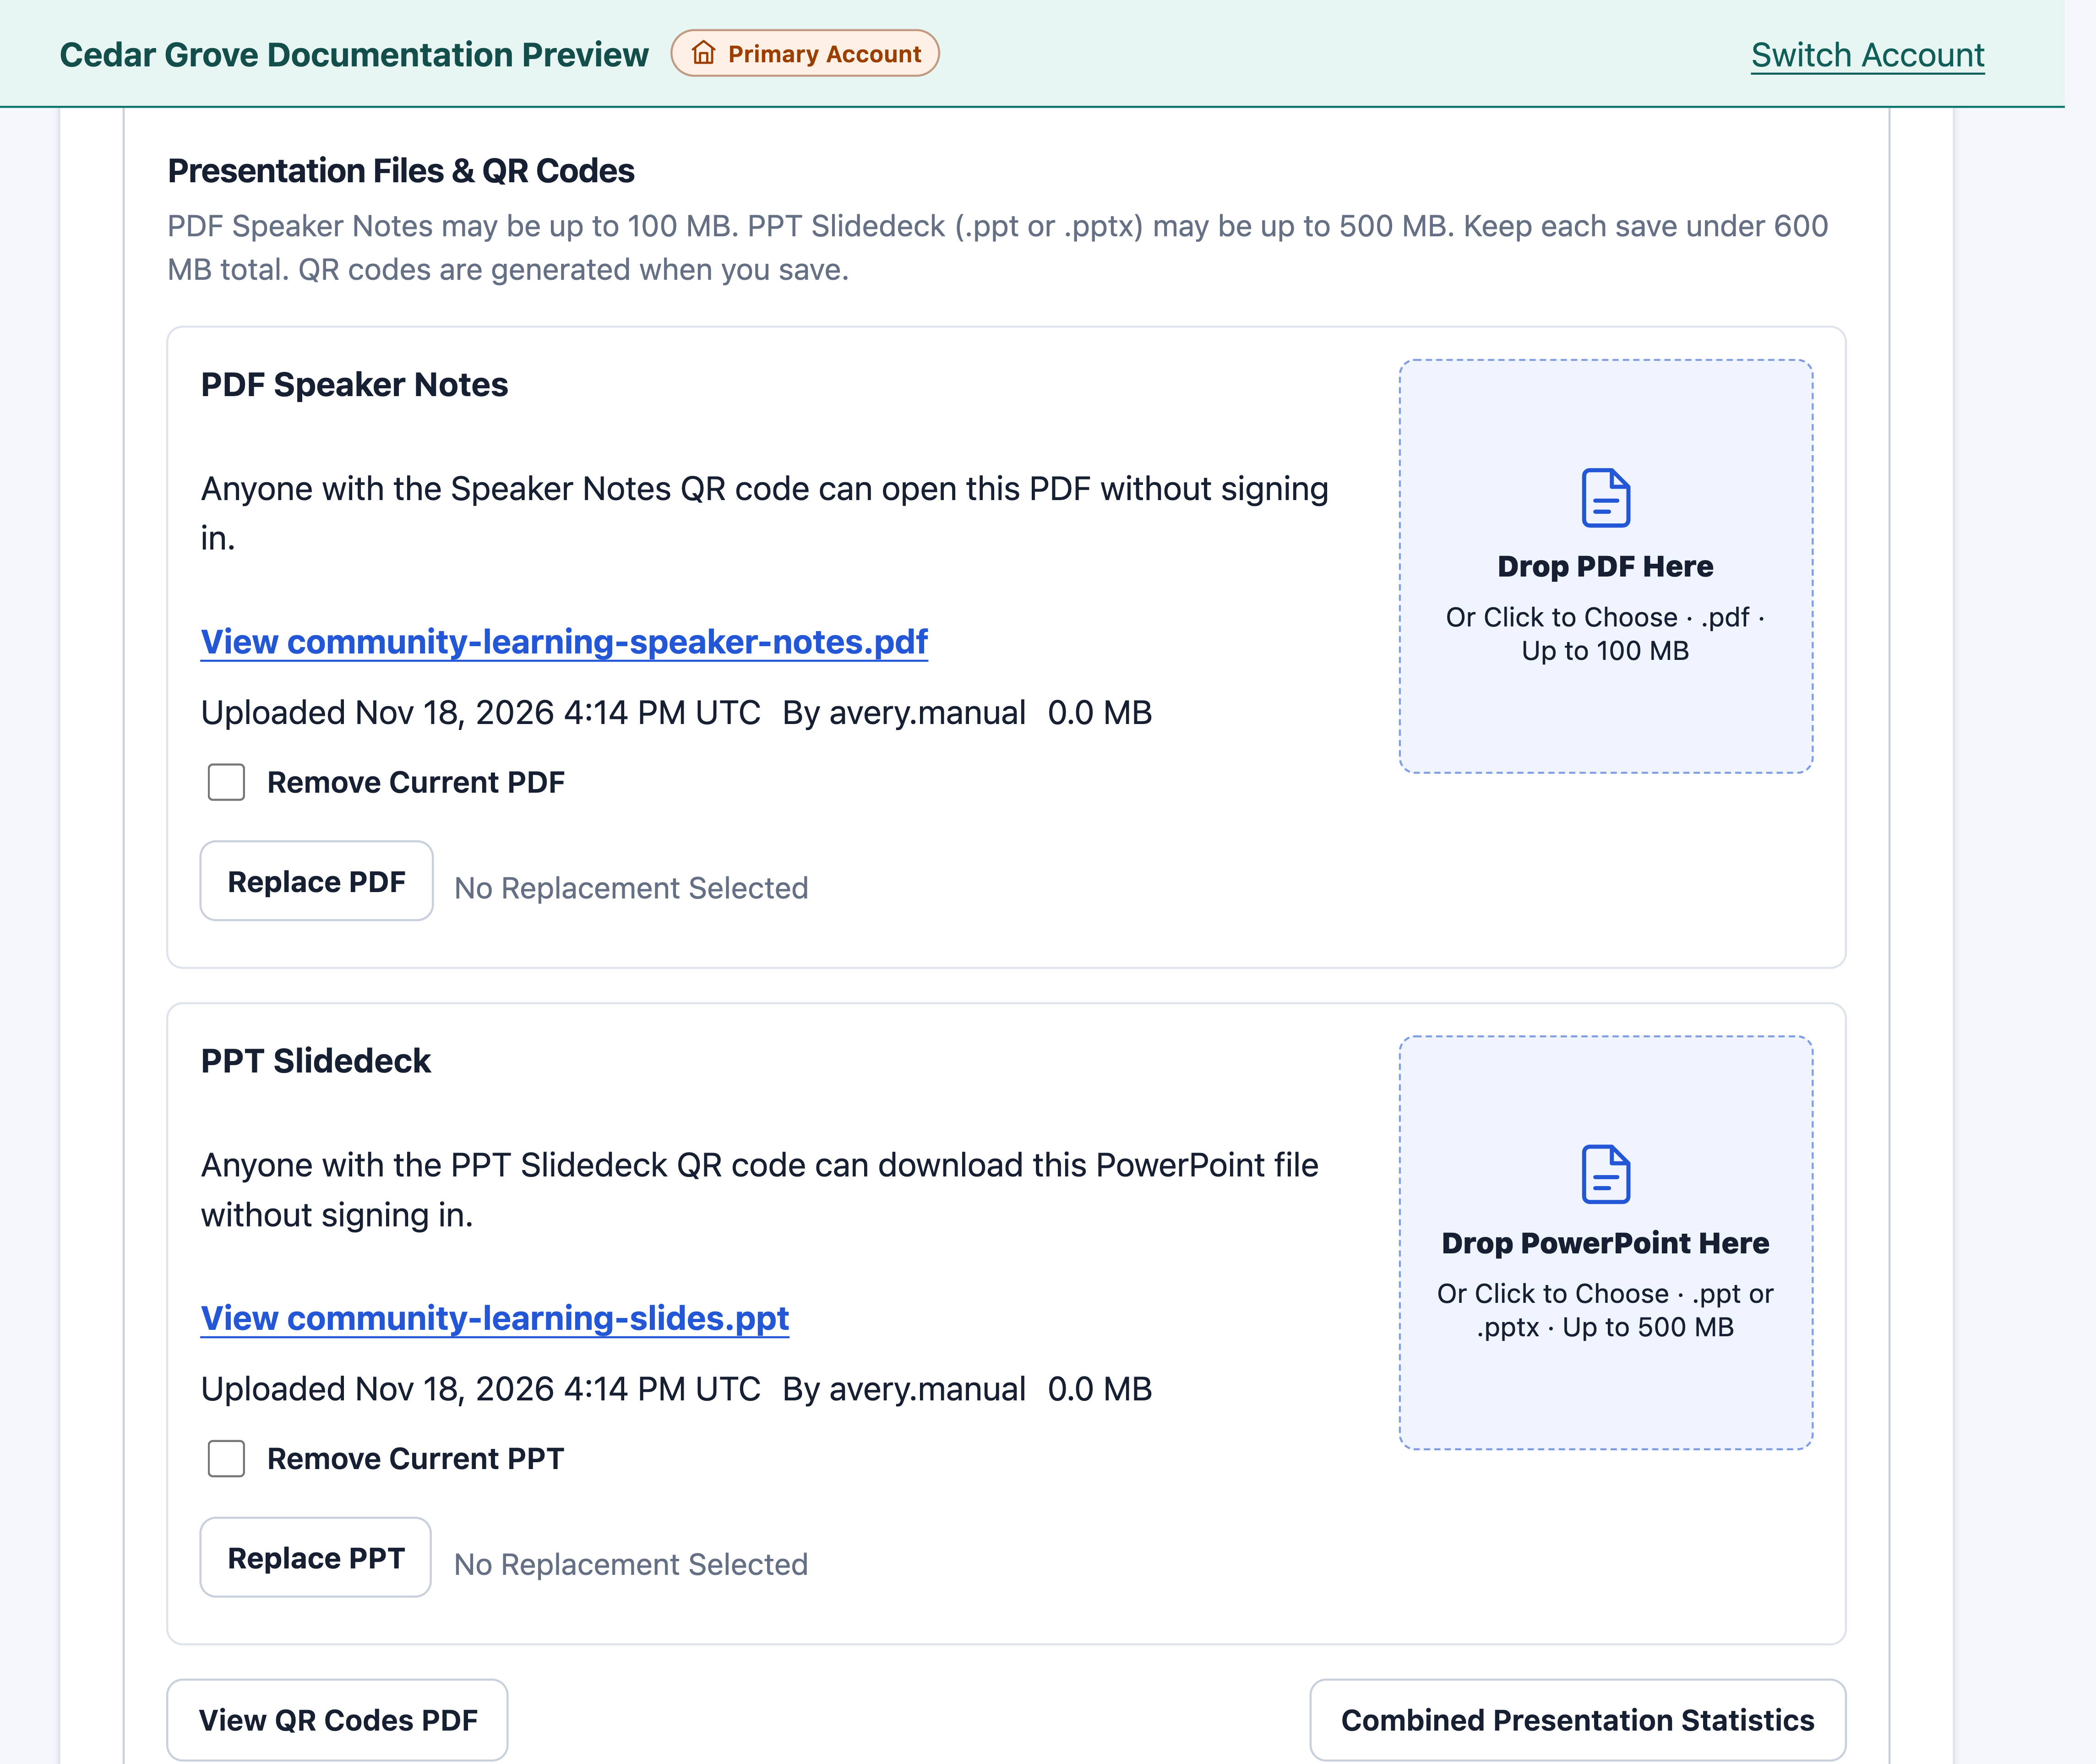 Cedar Grove Documentation Preview
Primary Account
Switch Account
Presentation Files & QR Codes
PDF Speaker Notes may be up to 100 MB. PPT Slidedeck (.ppt or .pptx) may be up to 500 MB. Keep each save under 600
MB total. QR codes are generated when you save.
PDF Speaker Notes
Anyone with the Speaker Notes QR code can open this PDF without signing
in.
View community-learning-speaker-notes.pdf
Uploaded Nov 18, 2026 4:14 PM UTC By avery.manual 0.0 MB
Remove Current PDF
Replace PDF
No Replacement Selected
Drop PDF Here
Or Click to Choose · .pdf ·
Up to 100 MB
PPT Slidedeck
Anyone with the PPT Slidedeck QR code can download this PowerPoint file
without signing in.
View community-learning-slides.ppt
Uploaded Nov 18, 2026 4:14 PM UTC By avery.manual 0.0 MB
Remove Current PPT
Replace PPT
No Replacement Selected
Drop PowerPoint Here
Or Click to Choose · .ppt or
.pptx · Up to 500 MB
View QR Codes PDF
Combined Presentation Statistics